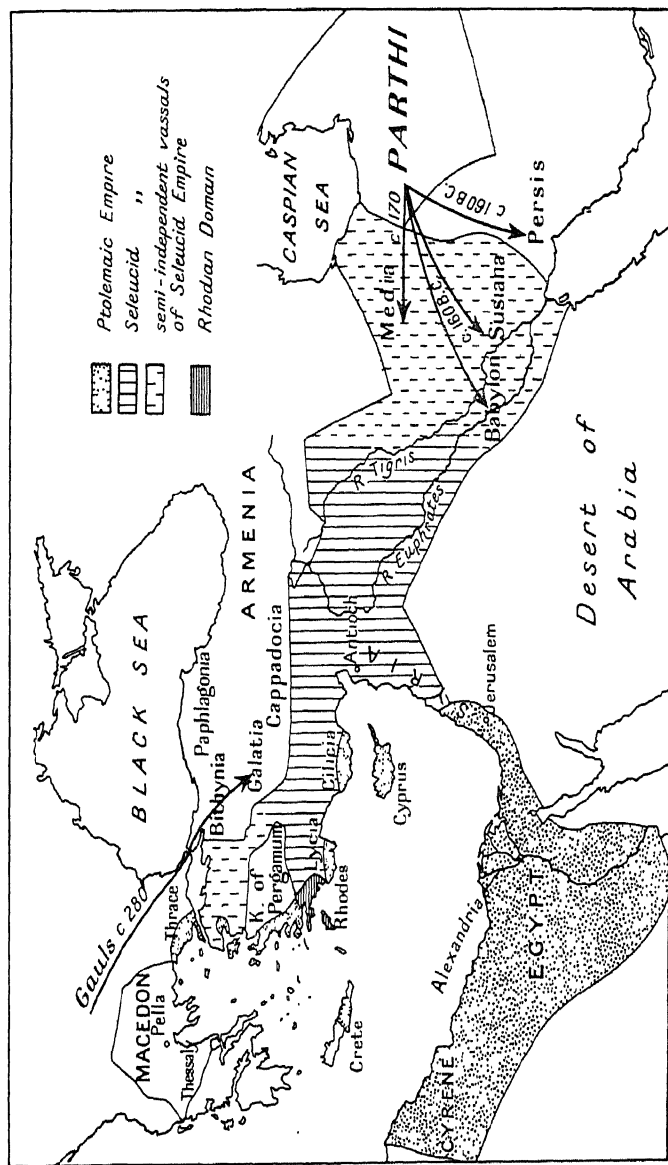 Ptolemaic Empire
Seleucid "
semi-independent vassals
of Seleucid Empire
Rhodian Domain
BLACK SEA
CASPIAN
SEA
Gauls c 280
MACEDON
Pella
Thessaly
Thrace
Bithynia
Paphlagonia
Galatia
Cappadocia
ARMENIA
K. of
Pergamum
Lycia
Cilicia
Rhodes
Crete
Cyprus
Antioch
SYRIA
R. Tigris
R. Euphrates
Media
c 170
PARTHI
c. 160 B.C.
c 160 B.C.
Babylon
Susiana
Persis
Jerusalem
Alexandria
CYRENE
EGYPT
Desert of
Arabia